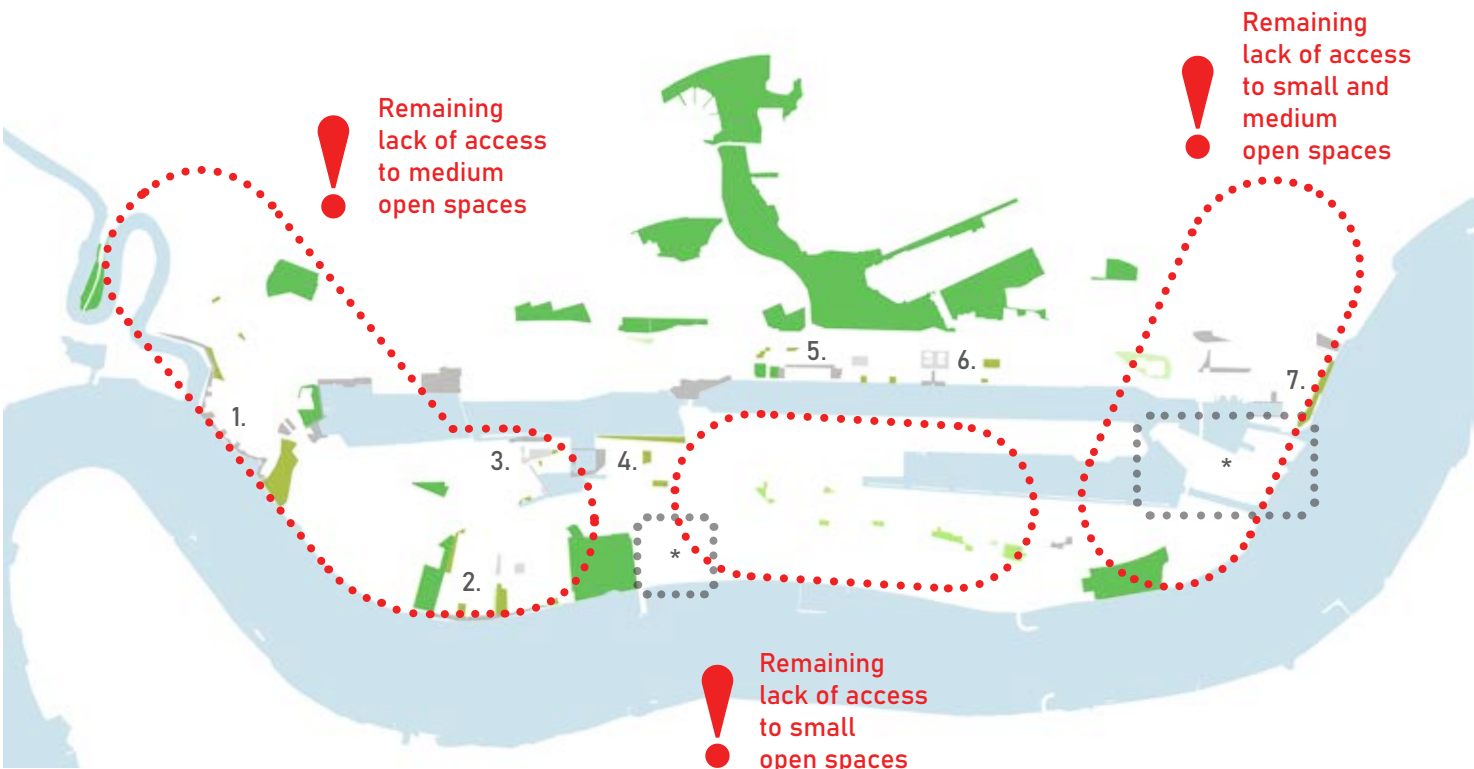 Remaining
lack of access
to medium
open spaces
Remaining
lack of access
to small and
medium
open spaces
1.
2.
3.
4.
5.
6.
7.
*
*
Remaining
lack of access
to small
open spaces